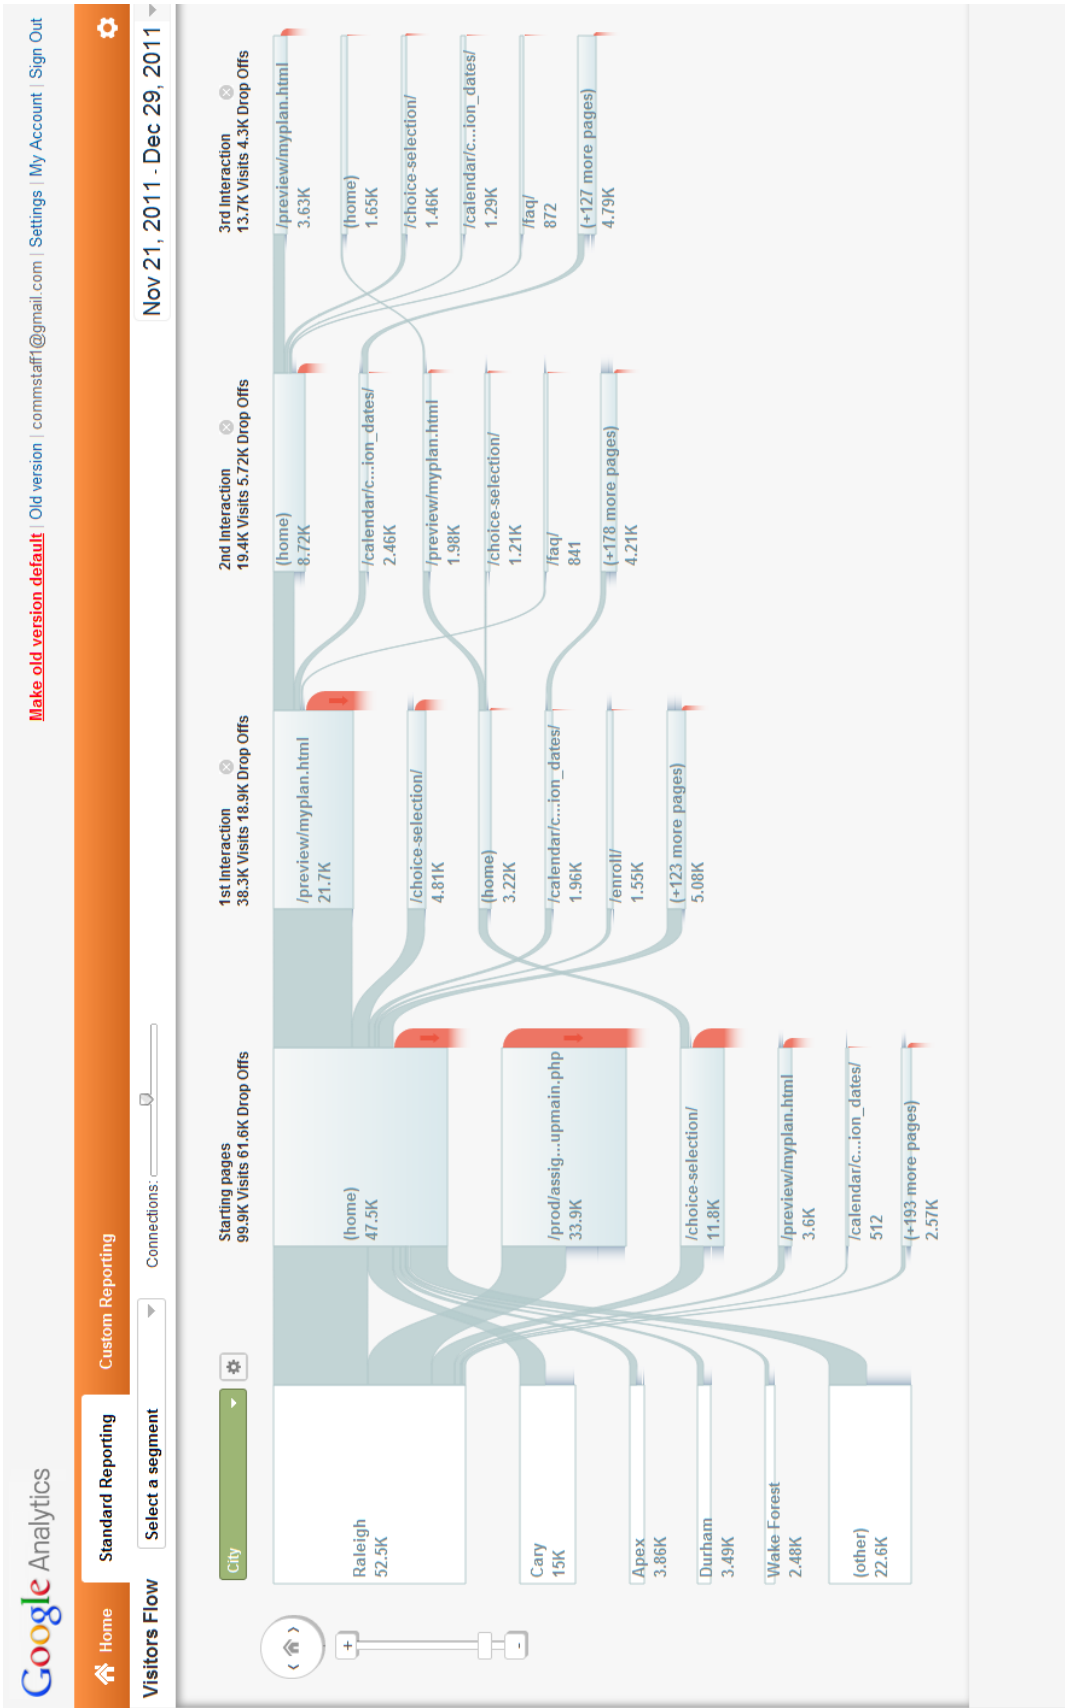 Make old version default | Old version | commstaff1@gmail.com | Settings | My Account | Sign Out
Google Analytics
Home
Standard Reporting
Custom Reporting
Visitors Flow
Select a segment
Connections:
Nov 21, 2011 - Dec 29, 2011
City
Raleigh
52.5K
Cary
15K
Apex
3.86K
Durham
3.49K
Wake Forest
2.48K
(other)
22.6K
Starting pages
99.9K Visits 61.6K Drop Offs
(home)
47.5K
/prod/assig...upmain.php
33.9K
/choice-selection/
11.8K
/preview/myplan.html
3.6K
/calendar/c...ion_dates/
512
(+193 more pages)
2.57K
1st Interaction
38.3K Visits 18.9K Drop Offs
/preview/myplan.html
21.7K
/choice-selection/
4.81K
(home)
3.22K
/calendar/c...ion_dates/
1.96K
/enroll/
1.55K
(+123 more pages)
5.08K
2nd Interaction
19.4K Visits 5.72K Drop Offs
(home)
8.72K
/calendar/c...ion_dates/
2.46K
/preview/myplan.html
1.98K
/choice-selection/
1.21K
/faq/
841
(+178 more pages)
4.21K
3rd Interaction
13.7K Visits 4.3K Drop Offs
/preview/myplan.html
3.63K
(home)
1.65K
/choice-selection/
1.46K
/calendar/c...ion_dates/
1.29K
/faq/
872
(+127 more pages)
4.79K